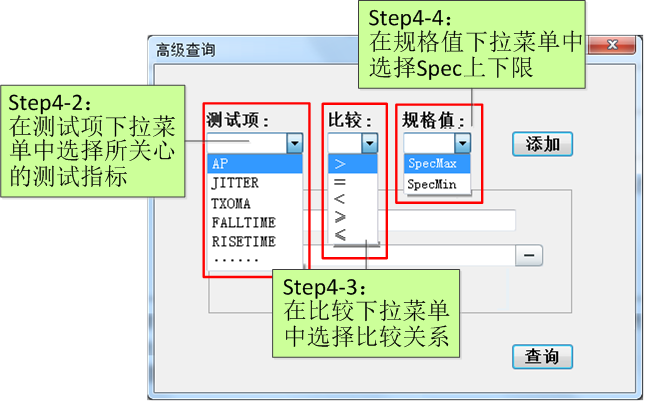 Step4-4：
在规格值下拉菜单中
选择Spec上下限
高级查询
Step4-2：
在测试项下拉菜
单中选择所关心
的测试指标
测试项:
比较:
规格值:
添加
AP
JITTER
TXOMA
FALLTIME
RISETIME
......
＞
＝
＜
≥
≤
SpecMax
SpecMin
Step4-3：
在比较下拉菜单
中选择比较关系
查询